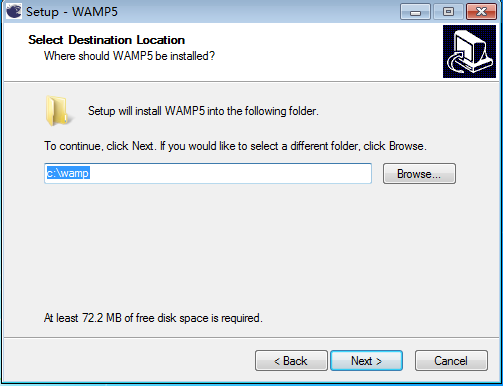 Setup - WAMP5
Select Destination Location
Where should WAMP5 be installed?
Setup will install WAMP5 into the following folder.
To continue, click Next. If you would like to select a different folder, click Browse.
c:\wamp
Browse...
At least 72.2 MB of free disk space is required.
< Back
Next >
Cancel